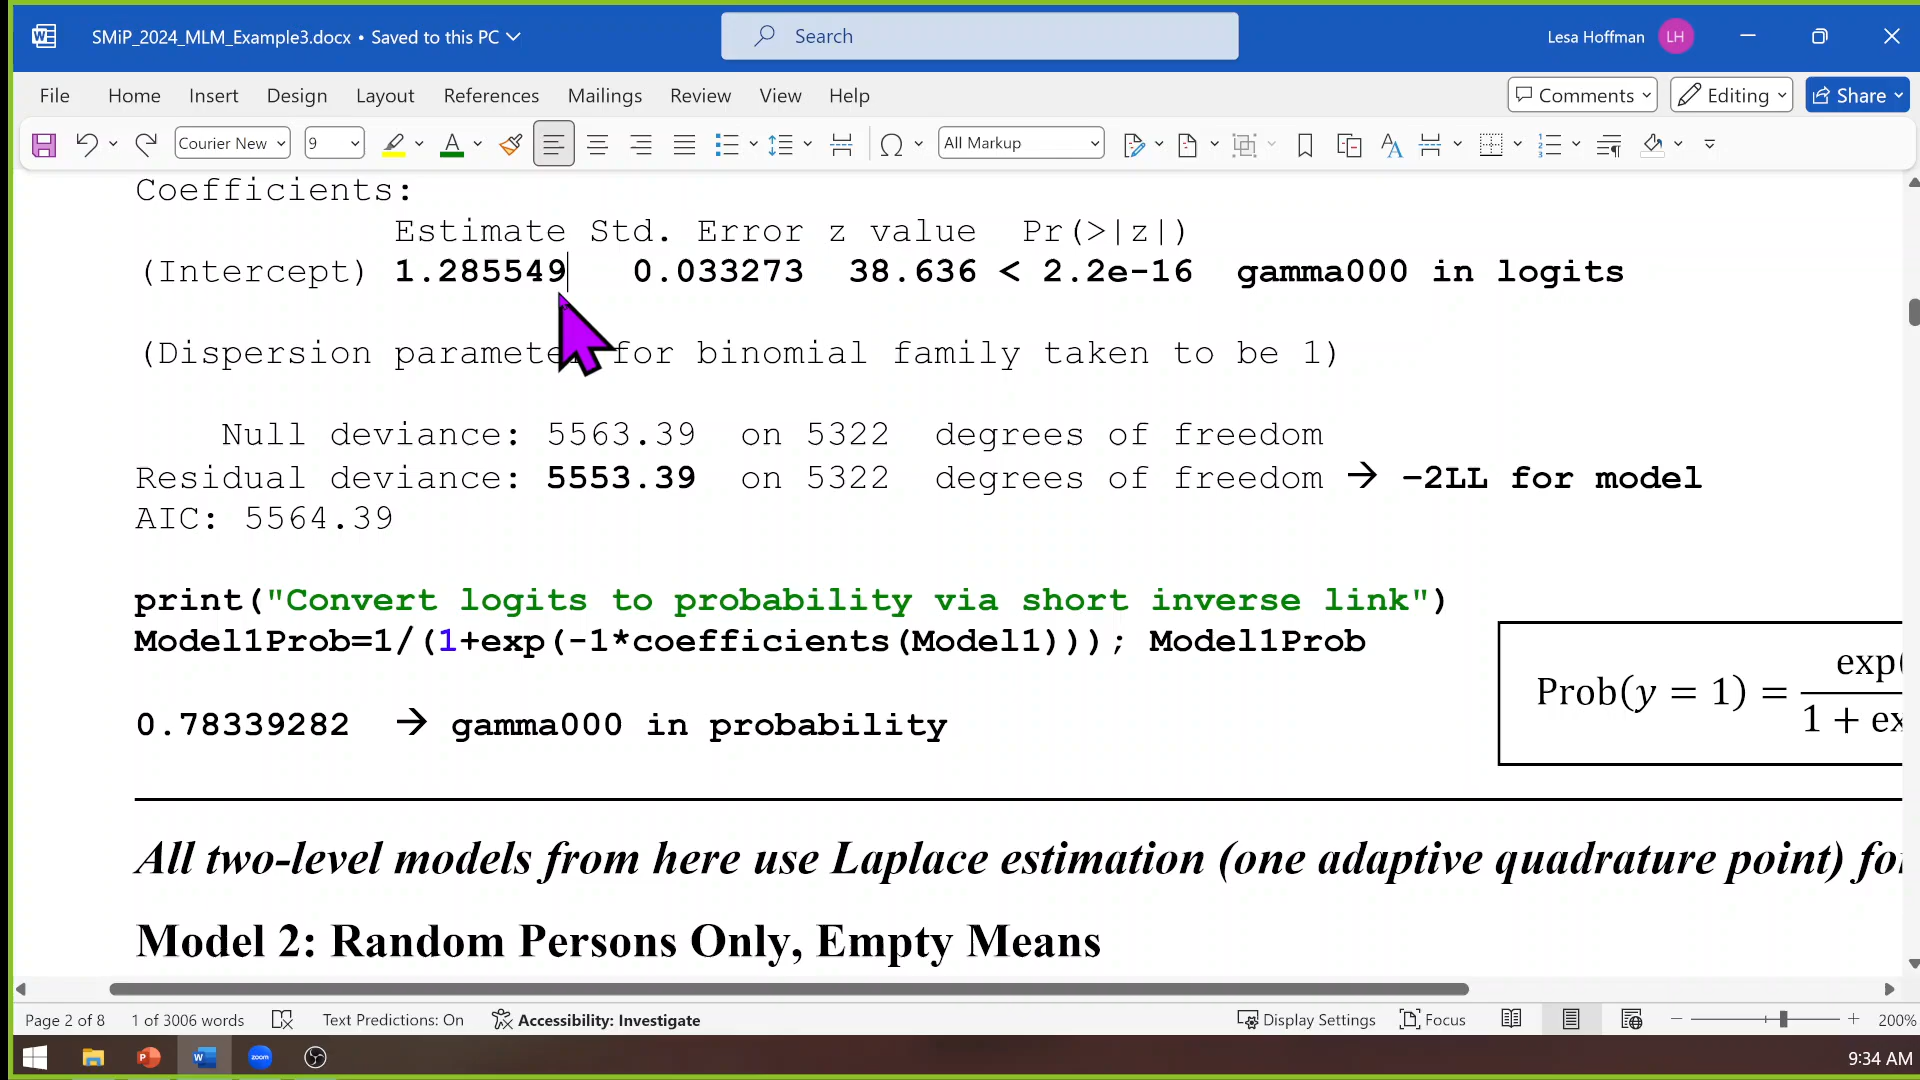 SMiP_2024_MLM_Example3.docx • Saved to this PC
Search
Lesa Hoffman
LH
File Home Insert Design Layout References Mailings Review View Help
Comments Editing Share
Courier New 9 All Markup
Coefficients:
Estimate Std. Error z value Pr(>|z|)
(Intercept) 1.285549 0.033273 38.636 < 2.2e-16 gamma000 in logits
(Dispersion parameter for binomial family taken to be 1)
Null deviance: 5563.39 on 5322 degrees of freedom
Residual deviance: 5553.39 on 5322 degrees of freedom → -2LL for model
AIC: 5564.39
print("Convert logits to probability via short inverse link")
Model1Prob=1/(1+exp(-1*coefficients(Model1))); Model1Prob
Prob(y = 1) = exp( / 1 + ex
0.78339282 → gamma000 in probability
All two-level models from here use Laplace estimation (one adaptive quadrature point) for
Model 2: Random Persons Only, Empty Means
Page 2 of 8 1 of 3006 words Text Predictions: On Accessibility: Investigate Display Settings Focus 200%
zoom
9:34 AM